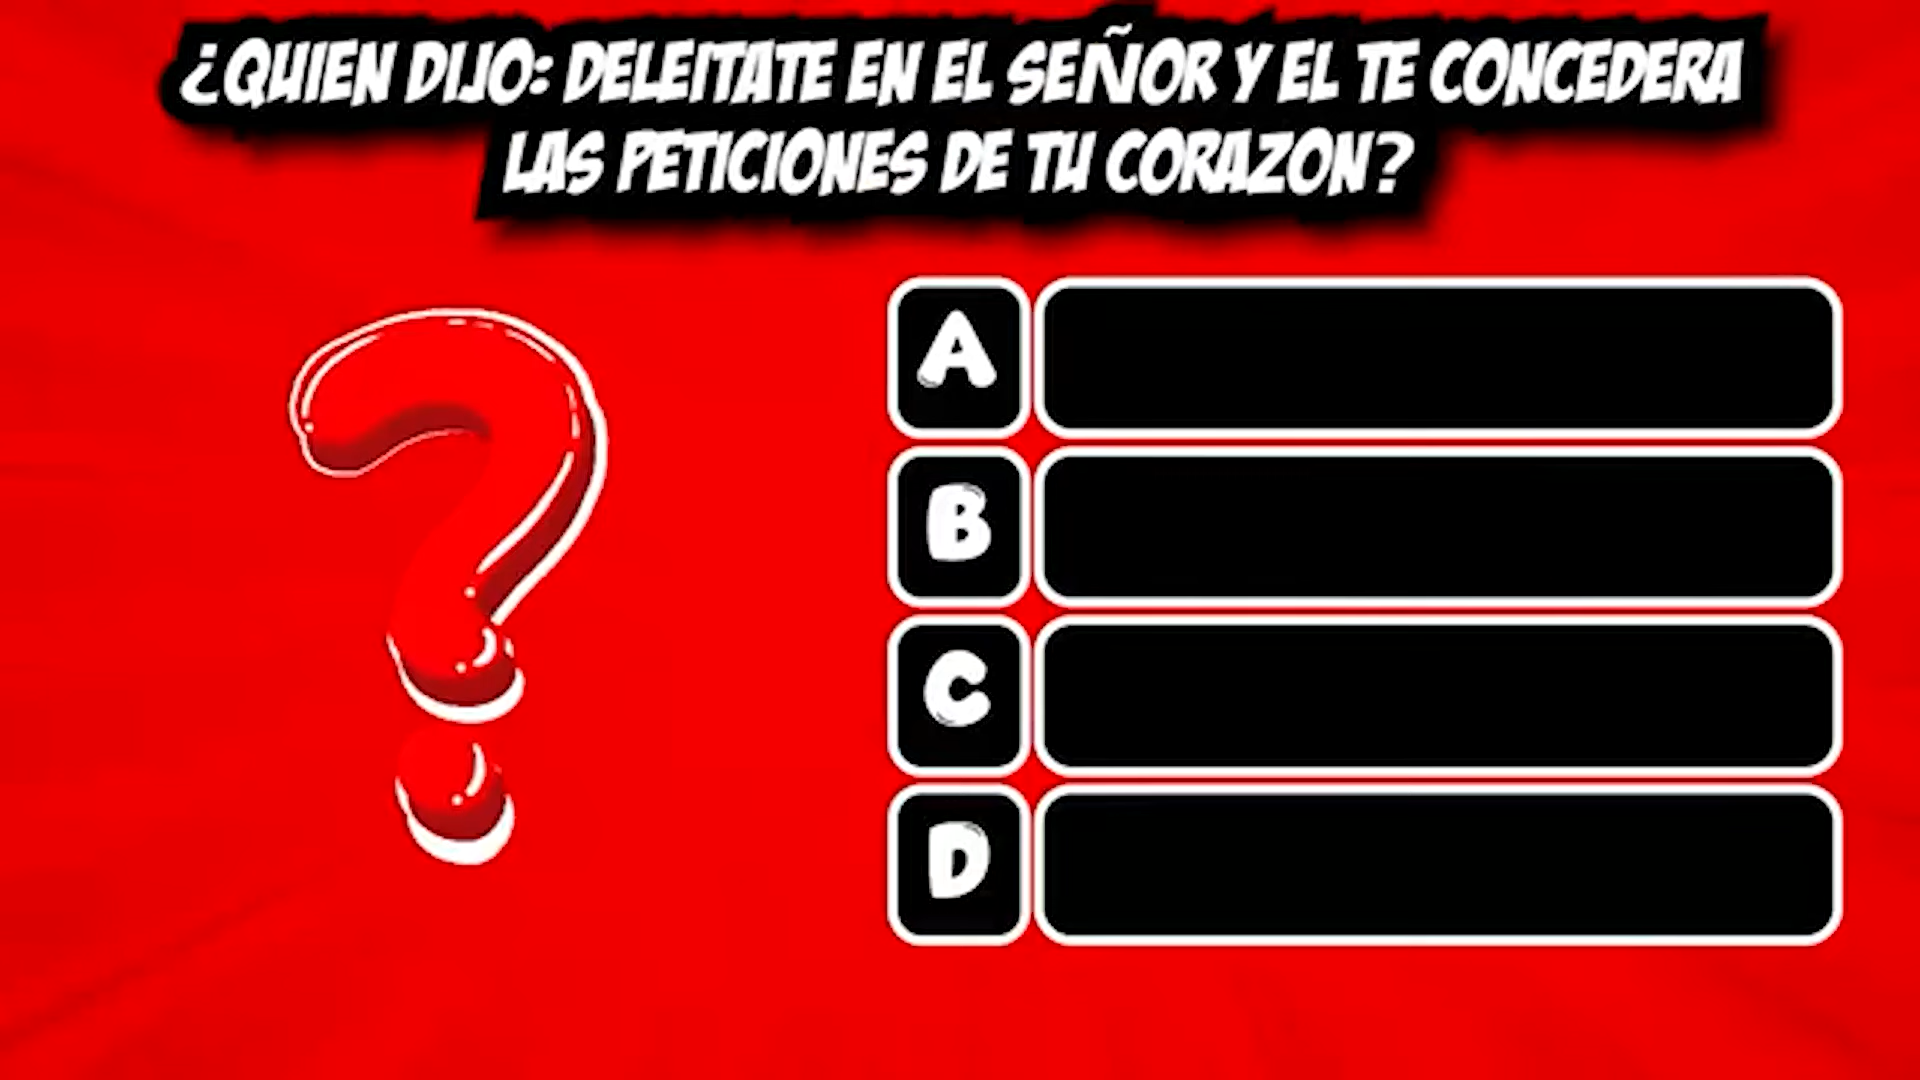 ¿QUIEN DIJO: DELEITATE EN EL SEÑOR Y EL TE CONCEDERA
LAS PETICIONES DE TU CORAZON?
A
B
C
D